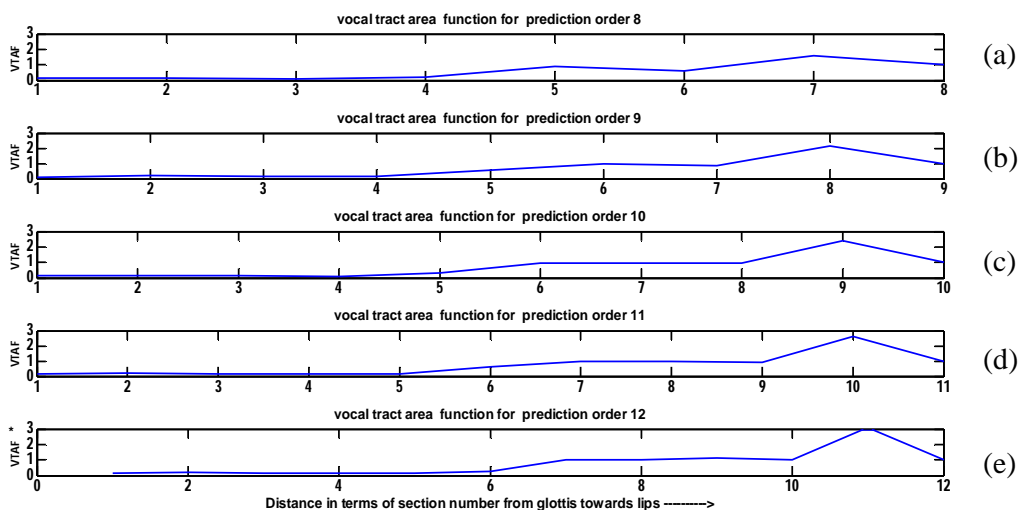 vocal tract area function for prediction order 8
VTAF
3
2
1
0
1 2 3 4 5 6 7 8
(a)
vocal tract area function for prediction order 9
VTAF
3
2
1
0
1 2 3 4 5 6 7 8 9
(b)
vocal tract area function for prediction order 10
VTAF
3
2
1
0
1 2 3 4 5 6 7 8 9 10
(c)
vocal tract area function for prediction order 11
VTAF
3
2
1
0
1 2 3 4 5 6 7 8 9 10 11
(d)
vocal tract area function for prediction order 12
VTAF *
3
2
1
0
0 2 4 6 8 10 12
(e)
Distance in terms of section number from glottis towards lips ---------->